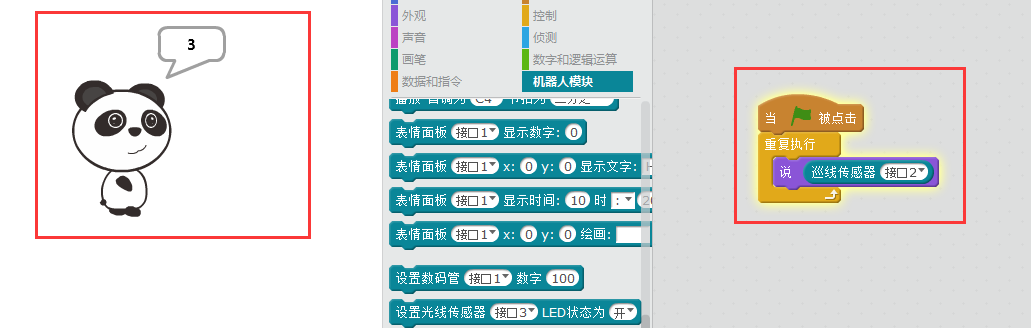 3
外观
控制
声音
侦测
画笔
数字和逻辑运算
数据和指令
机器人模块
表情面板 接口1 显示数字: 0
表情面板 接口1 x: 0 y: 0 显示文字: H
表情面板 接口1 显示时间: 10 时 : 20
表情面板 接口1 x: 0 y: 0 绘画:
设置数码管 接口1 数字 100
设置光线传感器 接口3 LED状态为 开
当 被点击
重复执行
说 巡线传感器 接口2